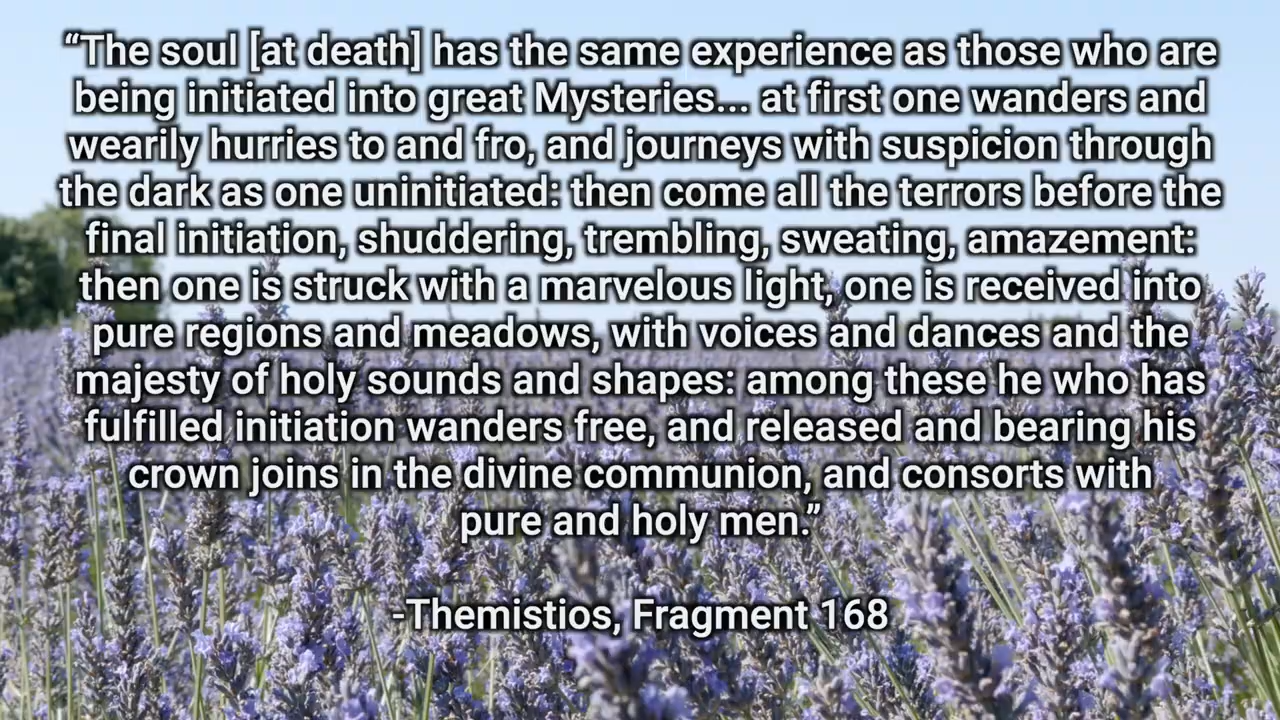 “The soul [at death] has the same experience as those who are
being initiated into great Mysteries... at first one wanders and
wearily hurries to and fro, and journeys with suspicion through
the dark as one uninitiated: then come all the terrors before the
final initiation, shuddering, trembling, sweating, amazement:
then one is struck with a marvelous light, one is received into
pure regions and meadows, with voices and dances and the
majesty of holy sounds and shapes: among these he who has
fulfilled initiation wanders free, and released and bearing his
crown joins in the divine communion, and consorts with
pure and holy men.”
-Themistios, Fragment 168